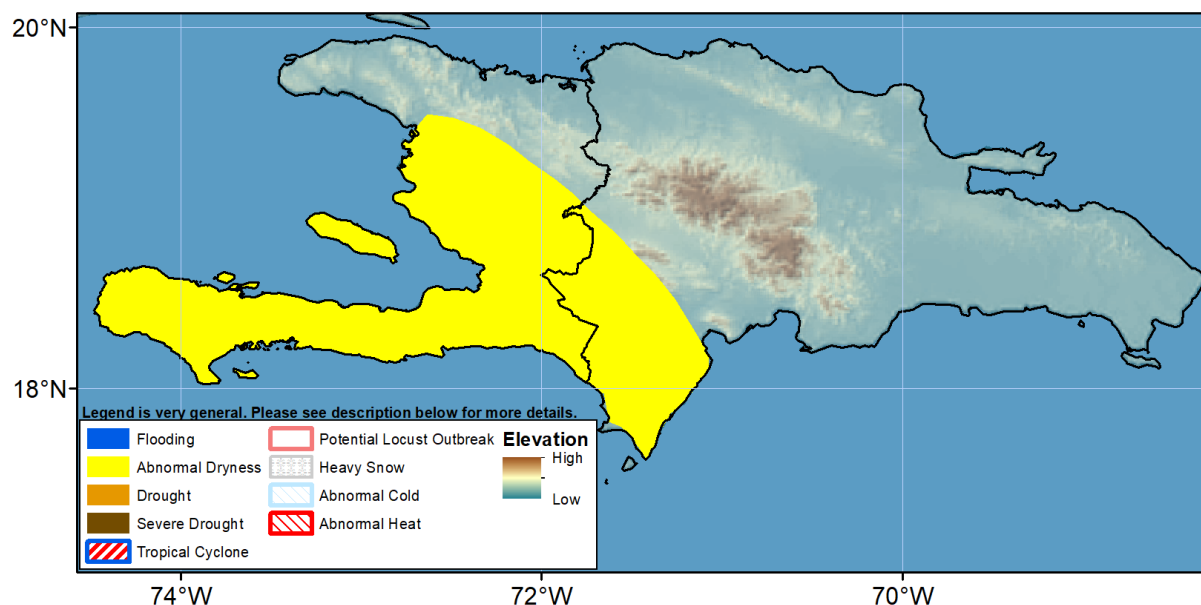 20°N
18°N
Legend is very general. Please see description below for more details.
Flooding
Abnormal Dryness
Drought
Severe Drought
Tropical Cyclone
Potential Locust Outbreak
Heavy Snow
Abnormal Cold
Abnormal Heat
Elevation
High
Low
74°W
72°W
70°W